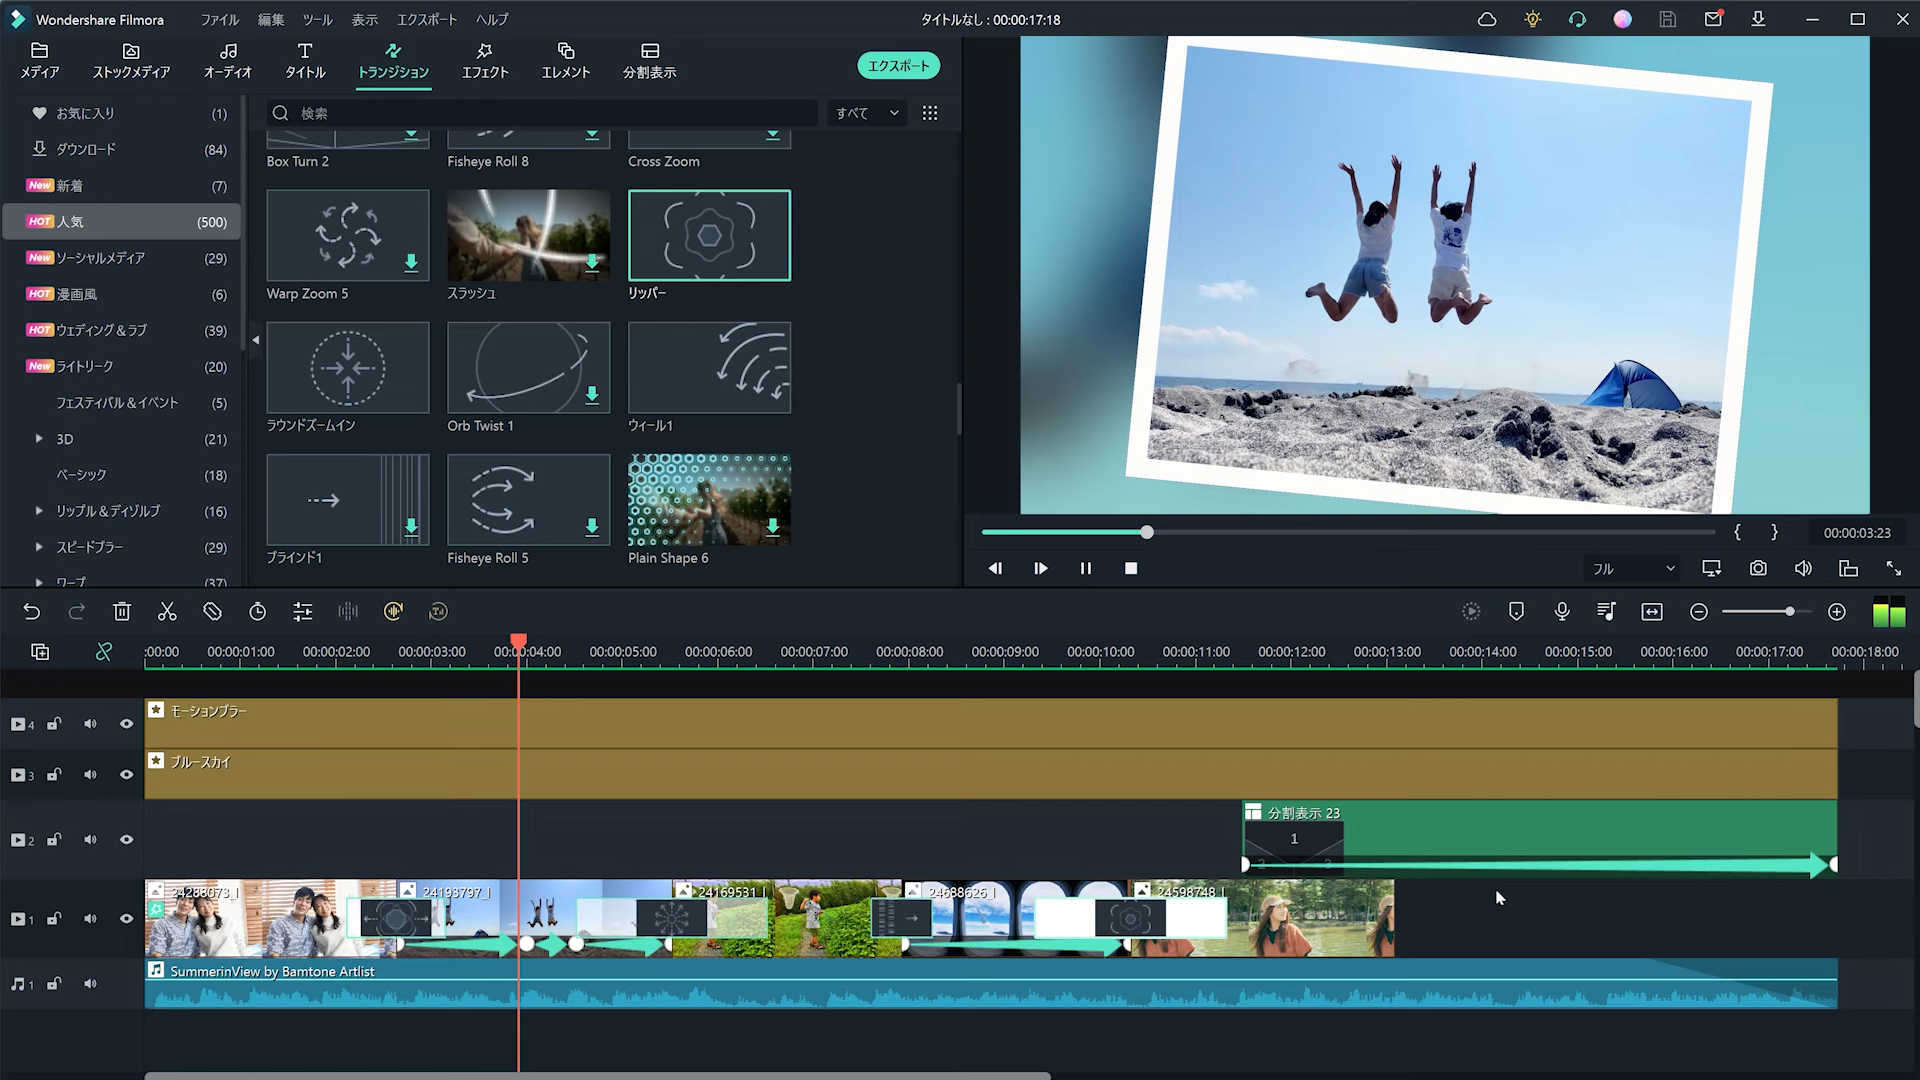 Wondershare Filmora ファイル 編集 ツール 表示 エクスポート ヘルプ タイトルなし : 00:00:17:18
メディア ストックメディア オーディオ タイトル トランジション エフェクト エレメント 分割表示 エクスポート
お気に入り (1)
ダウンロード (84)
New 新着 (7)
HOT 人気 (500)
New ソーシャルメディア (29)
HOT 漫画風 (6)
HOT ウェディング＆ラブ (39)
New ライトリーク (20)
フェスティバル＆イベント (5)
3D (21)
ベーシック (18)
リップル＆ディゾルブ (16)
スピードブラー (29)
ワープ (37)
検索 すべて
Box Turn 2 Fisheye Roll 8 Cross Zoom
Warp Zoom 5 スラッシュ リッパー
ラウンドズームイン Orb Twist 1 ウィール1
ブラインド1 Fisheye Roll 5 Plain Shape 6
{ } 00:00:03:23
フル
:00:00 00:00:01:00 00:00:02:00 00:00:03:00 00:00:04:00 00:00:05:00 00:00:06:00 00:00:07:00 00:00:08:00 00:00:09:00 00:00:10:00 00:00:11:00 00:00:12:00 00:00:13:00 00:00:14:00 00:00:15:00 00:00:16:00 00:00:17:00 00:00:18:00
4 モーションブラー
3 ブルースカイ
2 分割表示 23
1
2 3
1 24286073_l 24193797_l 24169531_l 24688626_l 24598748_l
1 SummerinView by Bamtone Artlist